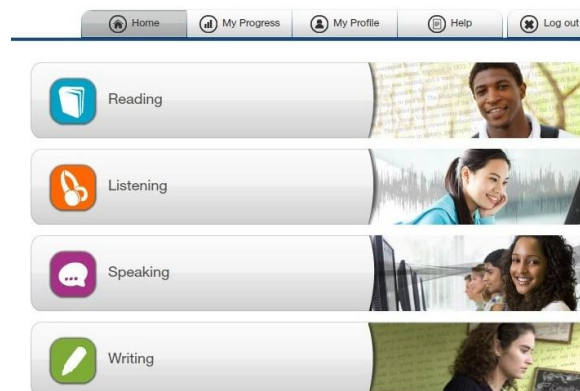 Home My Progress My Profile Help Log out
Reading
Listening
Speaking
Writing